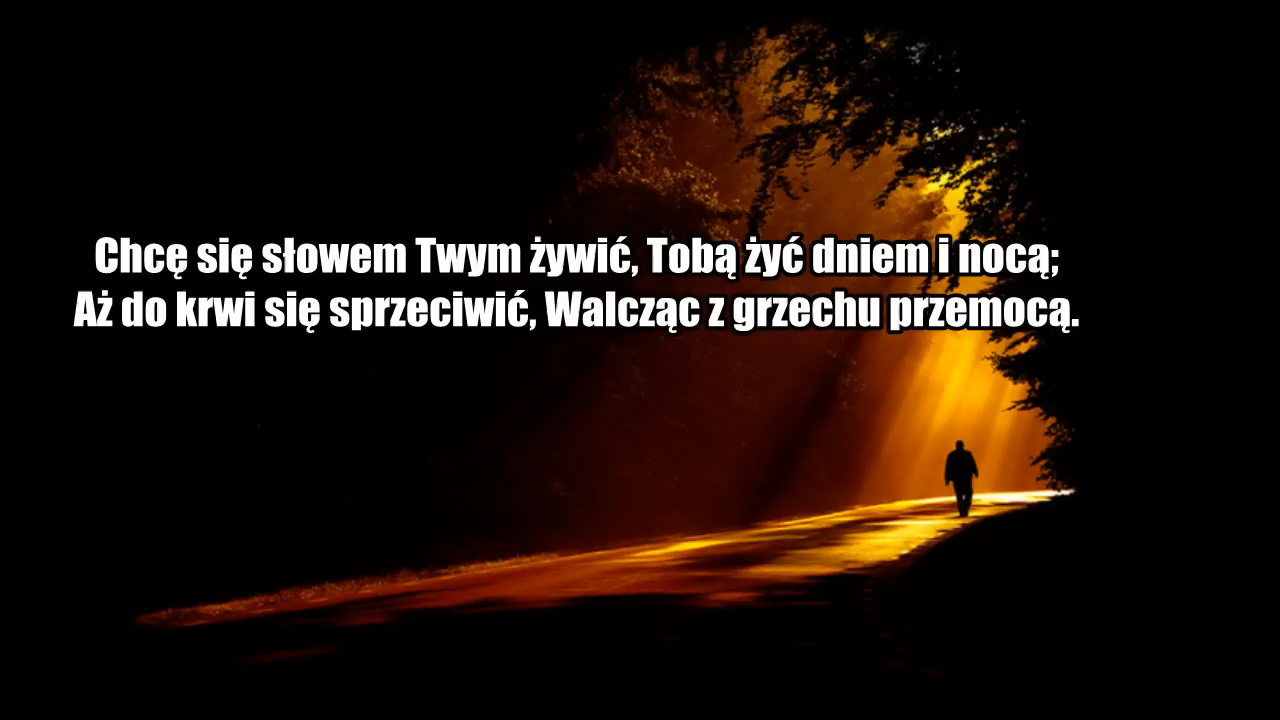 Chcę się słowem Twym żywić, Tobą żyć dniem i nocą;
Aż do krwi się sprzeciwić, Walcząc z grzechu przemocą.